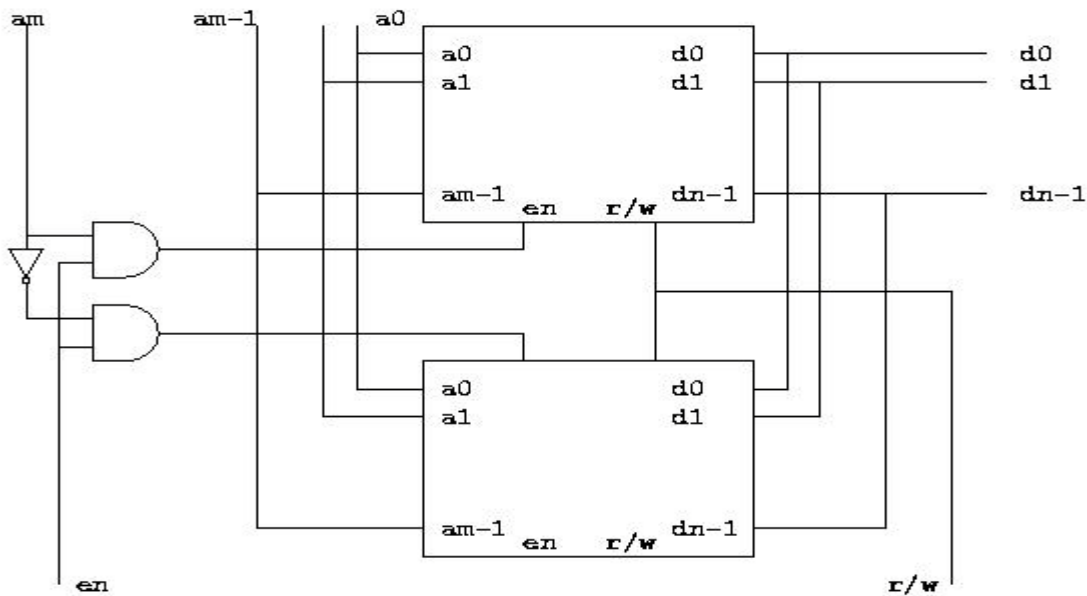 am am-1 a0
a0 d0 d0
a1 d1 d1
am-1 dn-1 dn-1
en r/w
a0 d0
a1 d1
am-1 dn-1
en r/w
en r/w